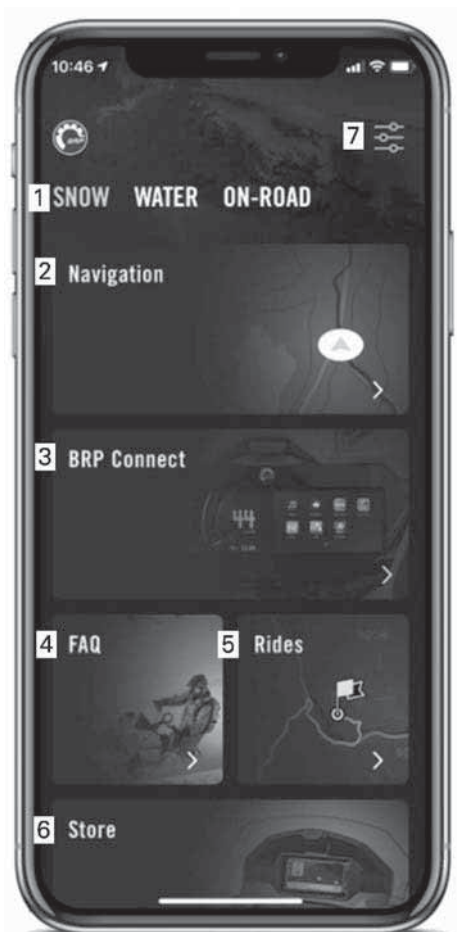 10:46
7
1 SNOW WATER ON-ROAD
2 Navigation
3 BRP Connect
4 FAQ
5 Rides
6 Store